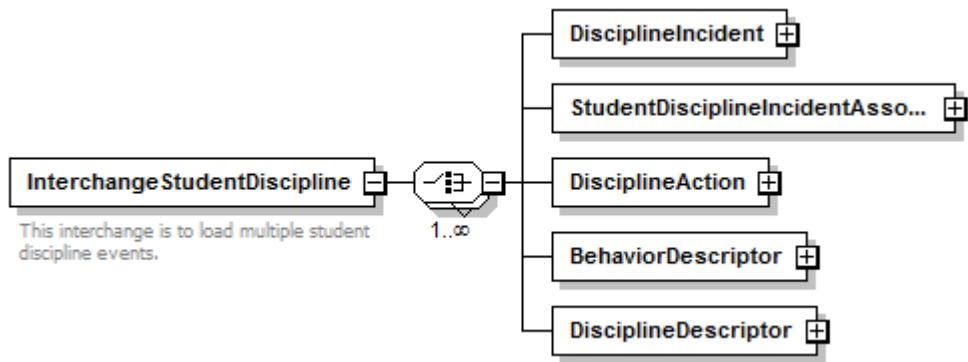 DisciplineIncident
StudentDisciplineIncidentAsso...
InterchangeStudentDiscipline
This interchange is to load multiple student
discipline events.
1..∞
DisciplineAction
BehaviorDescriptor
DisciplineDescriptor